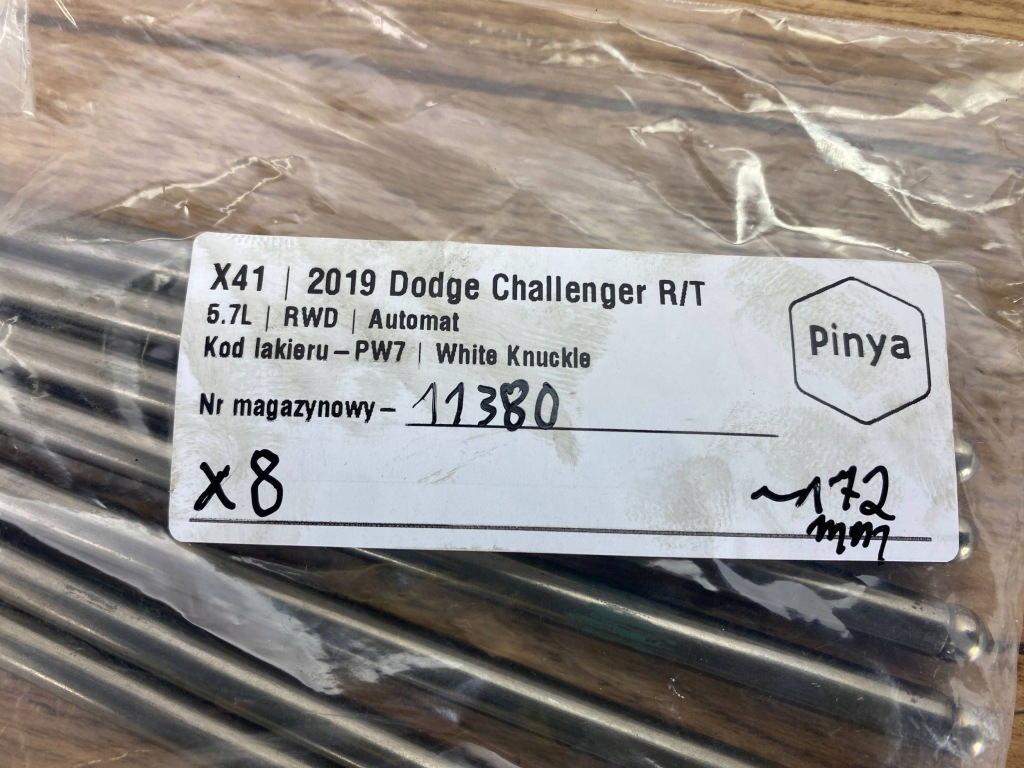 X41 | 2019 Dodge Challenger R/T
5.7L | RWD | Automat
Kod lakieru – PW7 | White Knuckle
Nr magazynowy – 11380
x8
~172
mm
Pinya